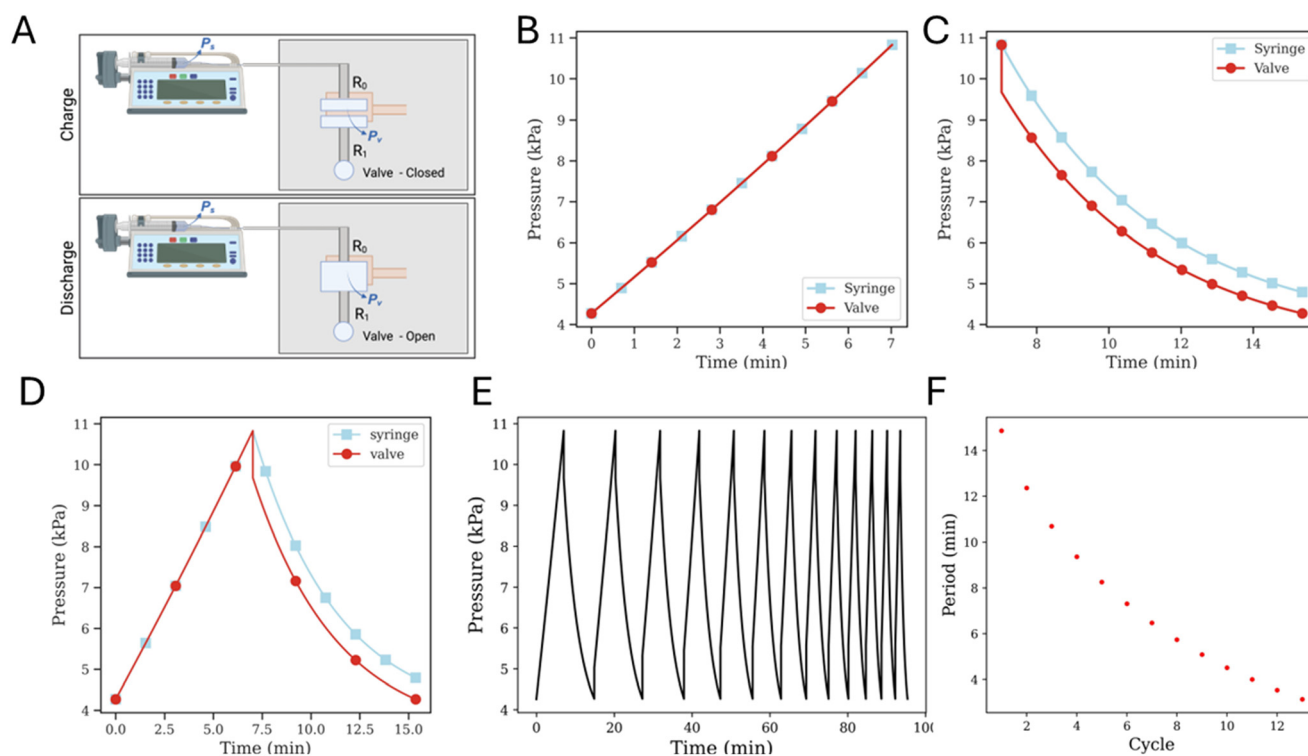 A
Charge
Pₛ
R₀
Pᵥ
R₁
Valve - Closed
Discharge
Pₛ
R₀
Pᵥ
R₁
Valve - Open
B
Pressure (kPa)
11
10
9
8
7
6
5
4
Syringe
Valve
0 1 2 3 4 5 6 7
Time (min)
C
Pressure (kPa)
11
10
9
8
7
6
5
4
Syringe
Valve
8 10 12 14
Time (min)
D
Pressure (kPa)
11
10
9
8
7
6
5
4
syringe
valve
0.0 2.5 5.0 7.5 10.0 12.5 15.0
Time (min)
E
Pressure (kPa)
11
10
9
8
7
6
5
4
0 20 40 60 80 100
Time (min)
F
Period (min)
14
12
10
8
6
4
2 4 6 8 10 12
Cycle